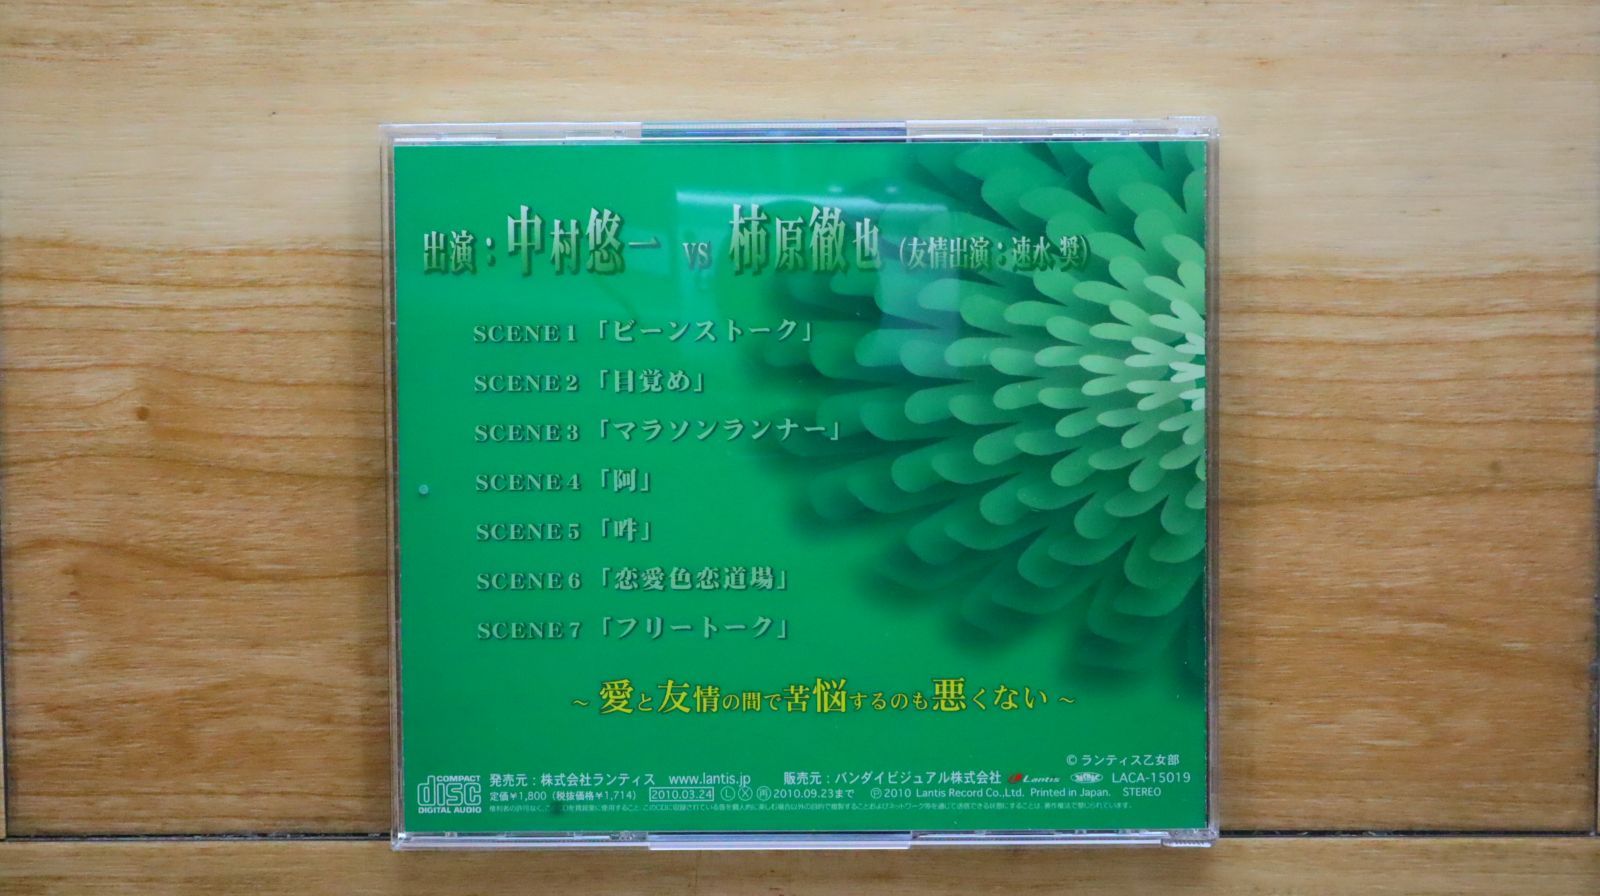 出演：中村悠一 vs 柿原徹也（友情出演：速水 奨）
SCENE 1 「ビーンストーク」
SCENE 2 「目覚め」
SCENE 3 「マラソンランナー」
SCENE 4 「阿」
SCENE 5 「吽」
SCENE 6 「恋愛色恋道場」
SCENE 7 「フリートーク」
～ 愛と友情の間で苦悩するのも悪くない ～
© ランティス乙女部
COMPACT disc DIGITAL AUDIO
発売元：株式会社ランティス www.lantis.jp 販売元：バンダイビジュアル株式会社 Lantis LACA-15019
定価￥1,800（税抜価格￥1,714） 2010.03.24 Ⓛ Ⓧ 2010.09.23まで ℗ 2010 Lantis Record Co.,Ltd. Printed in Japan. STEREO